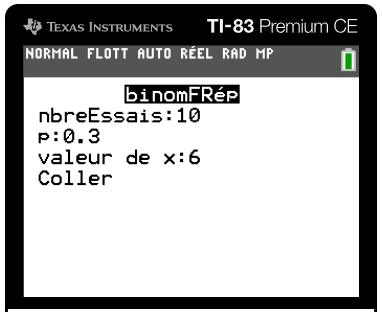 TEXAS INSTRUMENTS TI-83 Premium CE
NORMAL FLOTT AUTO RÉEL RAD MP
binomFRép
nbreEssais:10
p:0.3
valeur de x:6
Coller